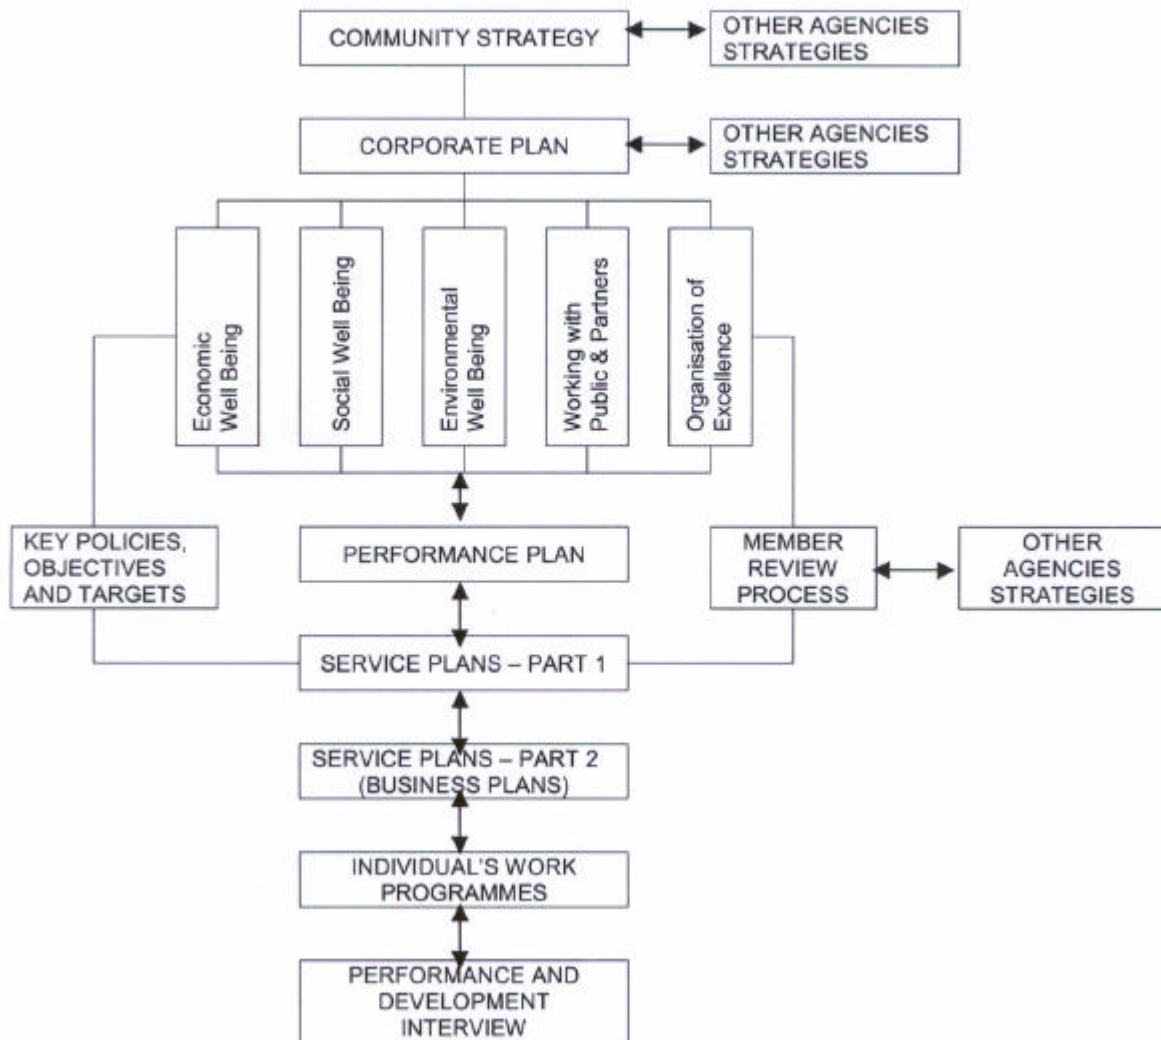 COMMUNITY STRATEGY
OTHER AGENCIES
STRATEGIES
CORPORATE PLAN
OTHER AGENCIES
STRATEGIES
Economic
Well Being
Social Well Being
Environmental
Well Being
Working with
Public & Partners
Organisation of
Excellence
KEY POLICIES,
OBJECTIVES
AND TARGETS
PERFORMANCE PLAN
MEMBER
REVIEW
PROCESS
OTHER
AGENCIES
STRATEGIES
SERVICE PLANS – PART 1
SERVICE PLANS – PART 2
(BUSINESS PLANS)
INDIVIDUAL'S WORK
PROGRAMMES
PERFORMANCE AND
DEVELOPMENT
INTERVIEW